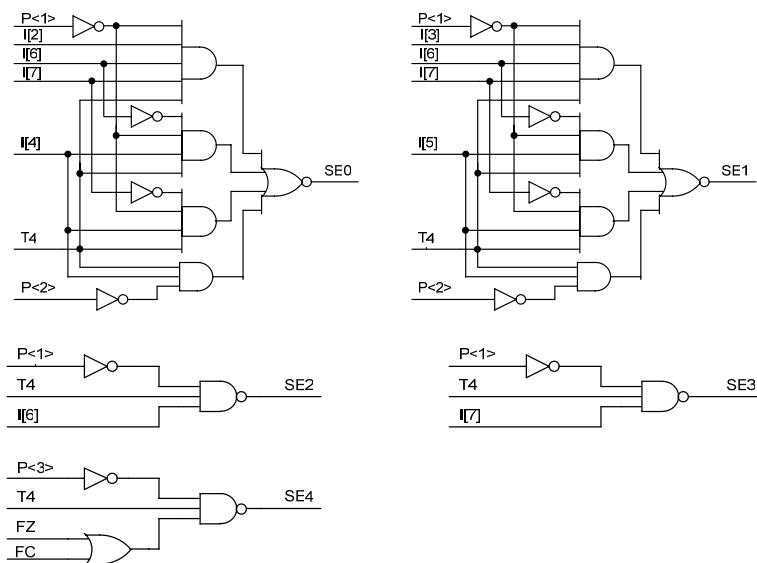 P<1>
I[2]
I[6]
I[7]
I[4]
T4
P<2>
SE0
P<1>
I[3]
I[6]
I[7]
I[5]
T4
P<2>
SE1
P<1>
T4
I[6]
SE2
P<1>
T4
I[7]
SE3
P<3>
T4
FZ
FC
SE4